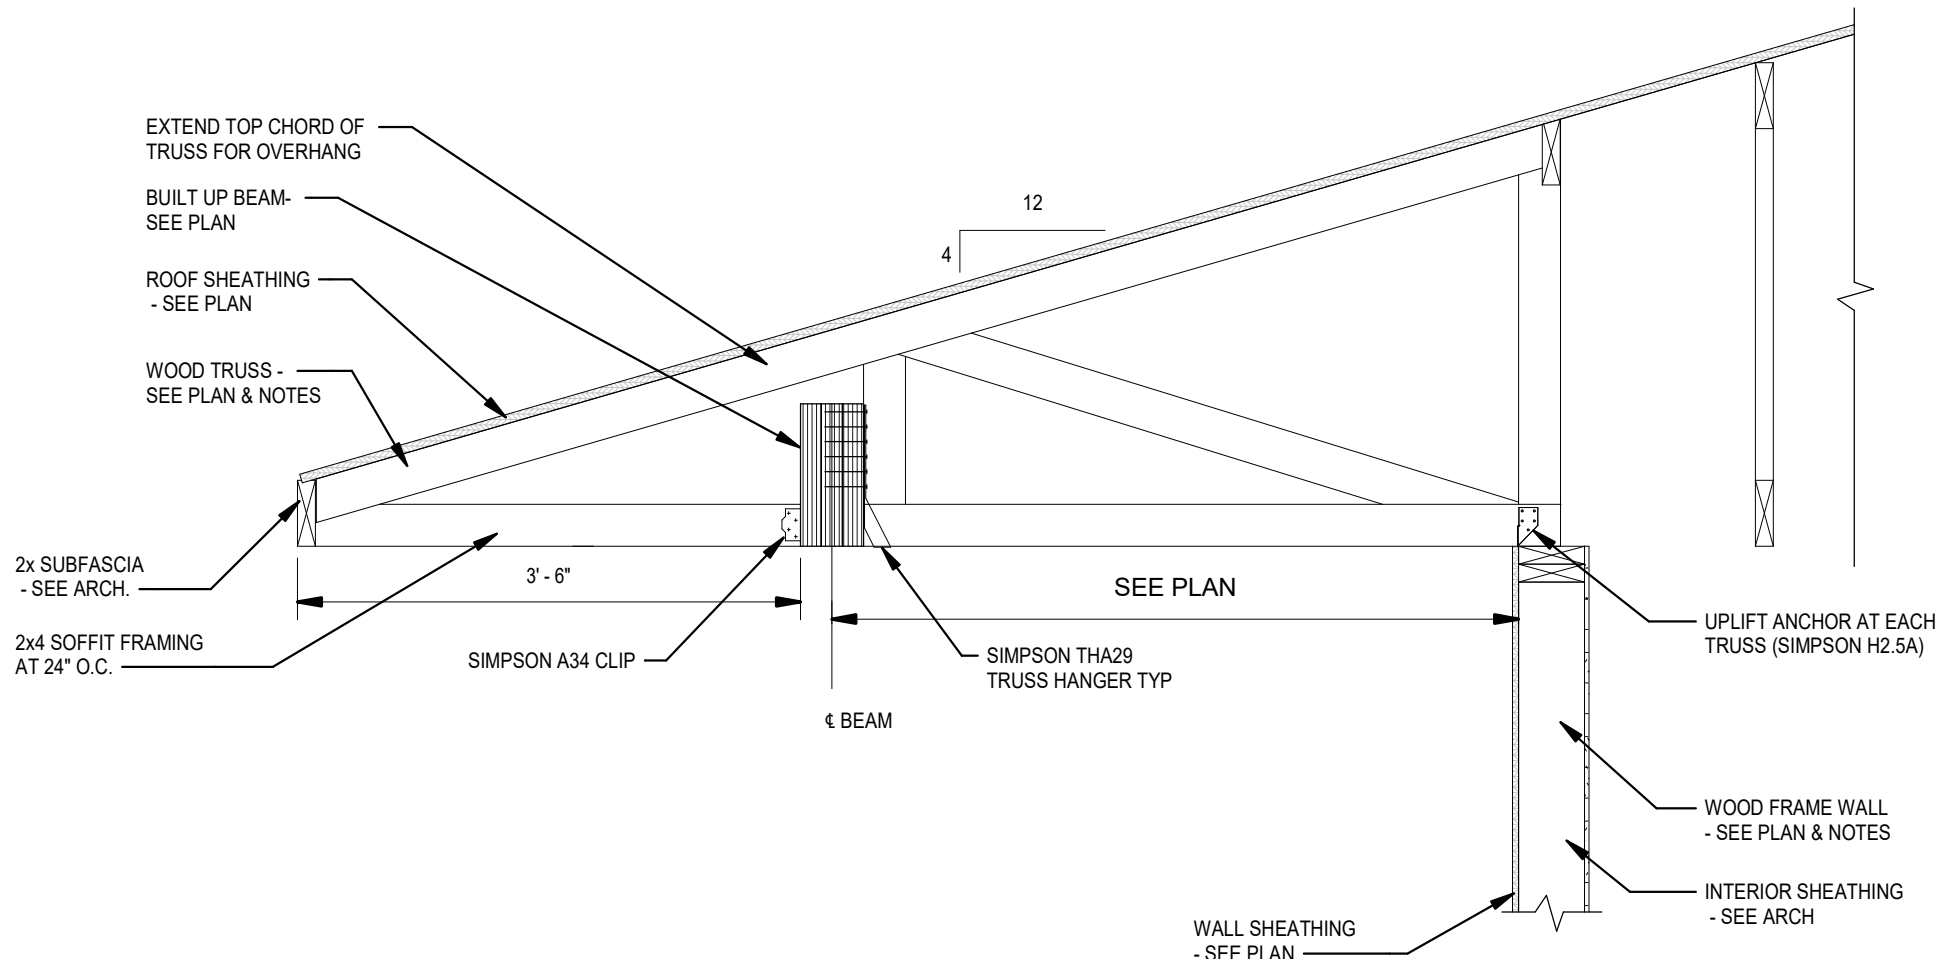 EXTEND TOP CHORD OF
TRUSS FOR OVERHANG
BUILT UP BEAM-
SEE PLAN
ROOF SHEATHING
- SEE PLAN
WOOD TRUSS -
SEE PLAN & NOTES
2x SUBFASCIA
- SEE ARCH.
2x4 SOFFIT FRAMING
AT 24" O.C.
12
4
3' - 6"
SEE PLAN
SIMPSON A34 CLIP
SIMPSON THA29
TRUSS HANGER TYP
℄ BEAM
UPLIFT ANCHOR AT EACH
TRUSS (SIMPSON H2.5A)
WOOD FRAME WALL
- SEE PLAN & NOTES
INTERIOR SHEATHING
- SEE ARCH
WALL SHEATHING
- SEE PLAN